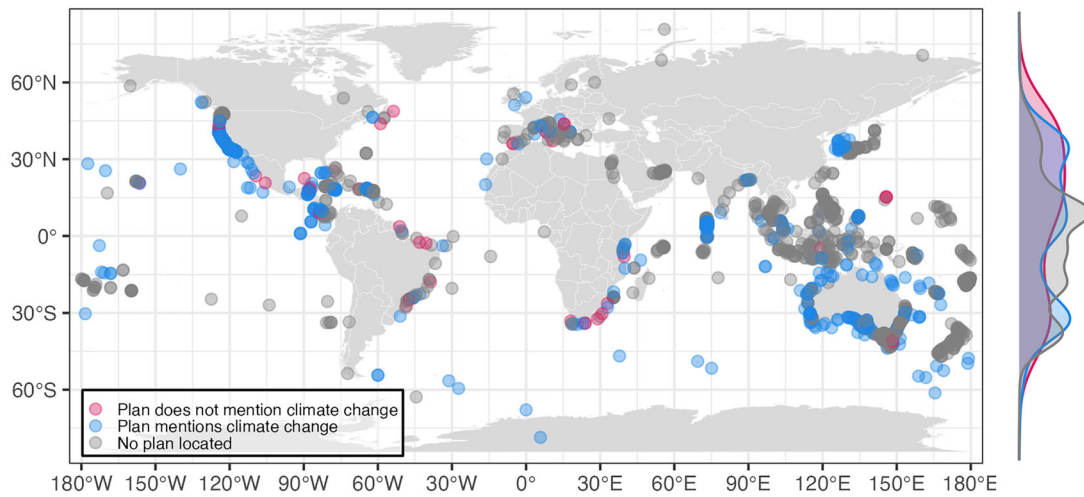 60°N
30°N
0°
30°S
60°S
Plan does not mention climate change
Plan mentions climate change
No plan located
180°W 150°W 120°W 90°W 60°W 30°W 0° 30°E 60°E 90°E 120°E 150°E 180°E